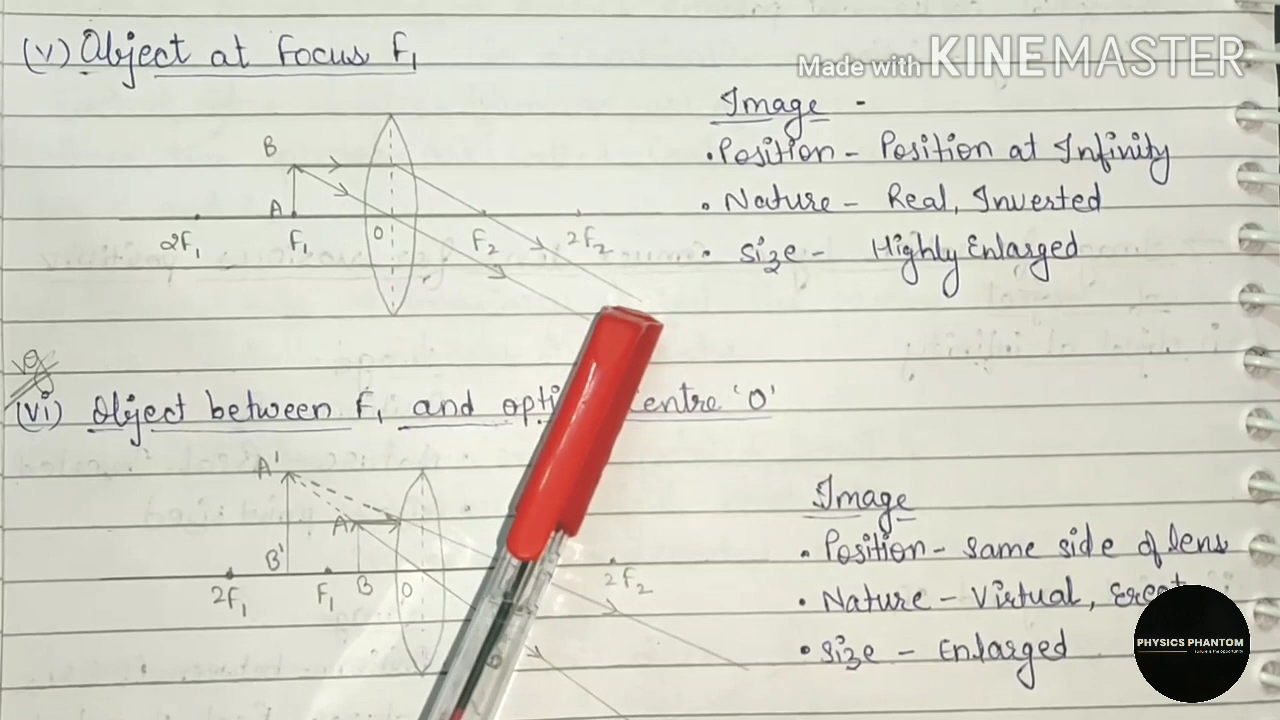 (v) Object at Focus F₁
Made with KINEMASTER
Image -
• Position - Position at Infinity
• Nature - Real, Inverted
• Size - Highly Enlarged
B
A
2F₁ F₁ O F₂ 2F₂
(vi) Object between F₁ and entre 'O'
A'
A
B'
2F₁ F₁ B O 2F₂
Image
• Position - Same side of lens
• Nature - Virtual, Erect
• Size - Enlarged
PHYSICS PHANTOM